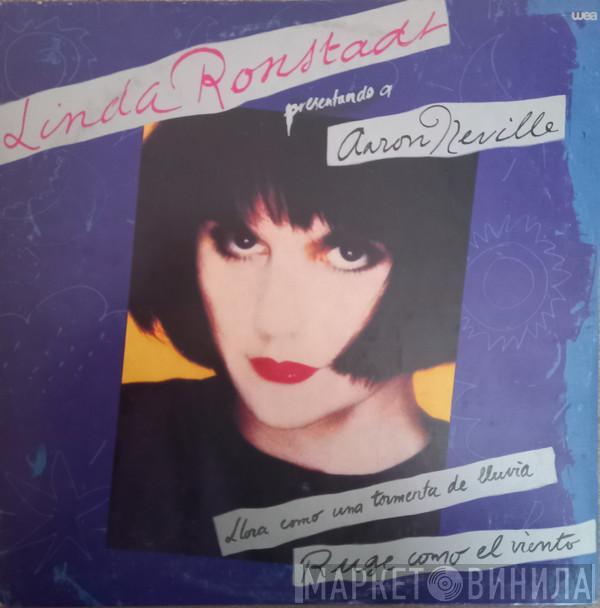 wea
Linda Ronstadt
presentando a
Aaron Neville
Llora como una tormenta de lluvia
Ruge como el viento
МАРКЕТ ВИНИЛА